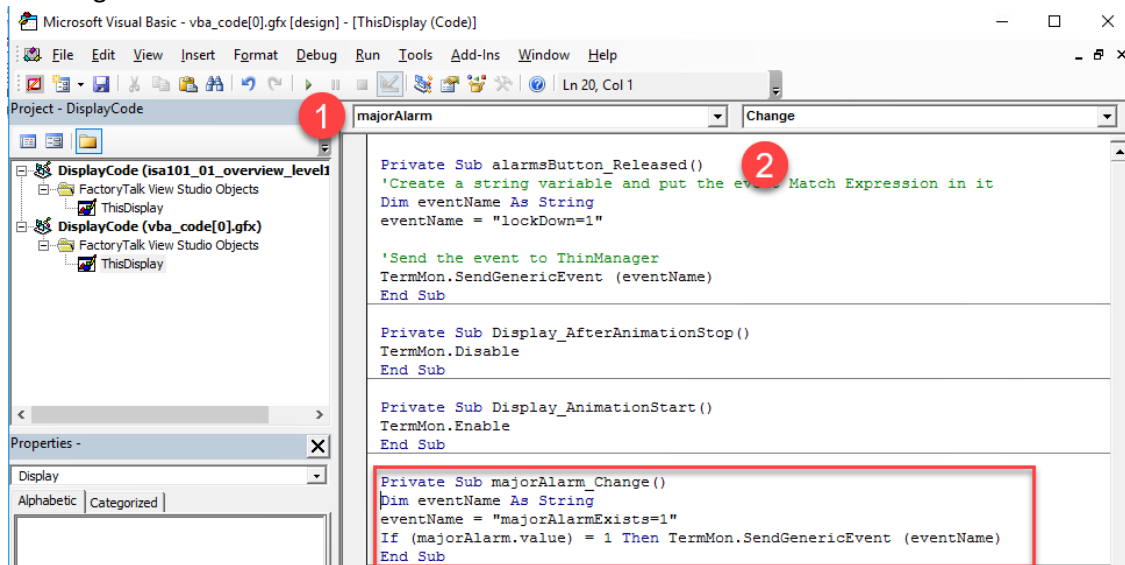 Microsoft Visual Basic - vba_code[0].gfx [design] - [ThisDisplay (Code)]
File Edit View Insert Format Debug Run Tools Add-Ins Window Help
Ln 20, Col 1
Project - DisplayCode
1
majorAlarm
Change
2
DisplayCode (isa101_01_overview_level1
FactoryTalk View Studio Objects
ThisDisplay
DisplayCode (vba_code[0].gfx)
FactoryTalk View Studio Objects
ThisDisplay
Properties -
Display
Alphabetic Categorized
Private Sub alarmsButton_Released()
'Create a string variable and put the Match Expression in it
Dim eventName As String
eventName = "lockDown=1"
'Send the event to ThinManager
TermMon.SendGenericEvent (eventName)
End Sub
Private Sub Display_AfterAnimationStop()
TermMon.Disable
End Sub
Private Sub Display_AnimationStart()
TermMon.Enable
End Sub
Private Sub majorAlarm_Change()
Dim eventName As String
eventName = "majorAlarmExists=1"
If (majorAlarm.value) = 1 Then TermMon.SendGenericEvent (eventName)
End Sub